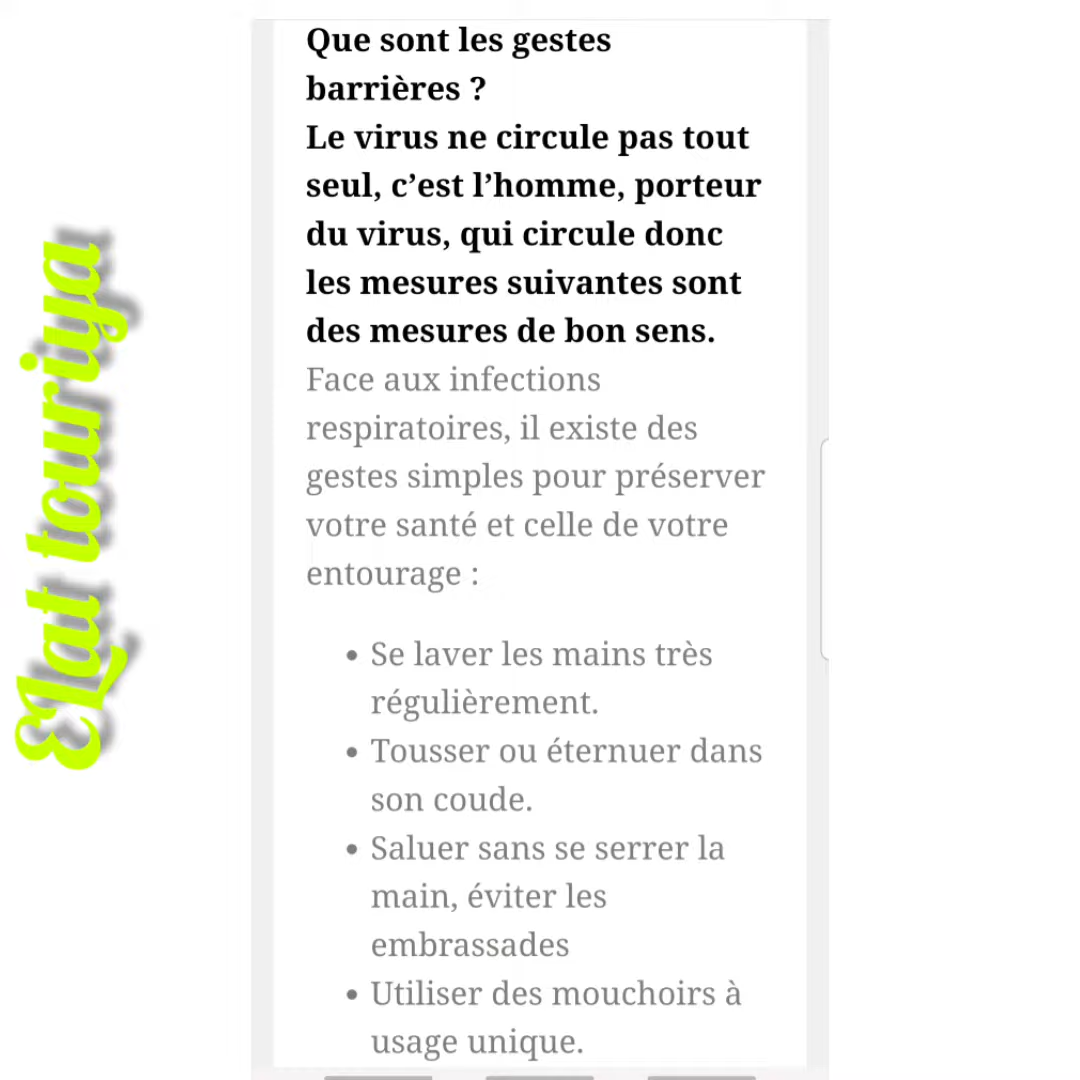 Que sont les gestes
barrières ?
Le virus ne circule pas tout
seul, c’est l’homme, porteur
du virus, qui circule donc
les mesures suivantes sont
des mesures de bon sens.
Face aux infections
respiratoires, il existe des
gestes simples pour préserver
votre santé et celle de votre
entourage :
• Se laver les mains très
régulièrement.
• Tousser ou éternuer dans
son coude.
• Saluer sans se serrer la
main, éviter les
embrassades
• Utiliser des mouchoirs à
usage unique.
ELat touriya